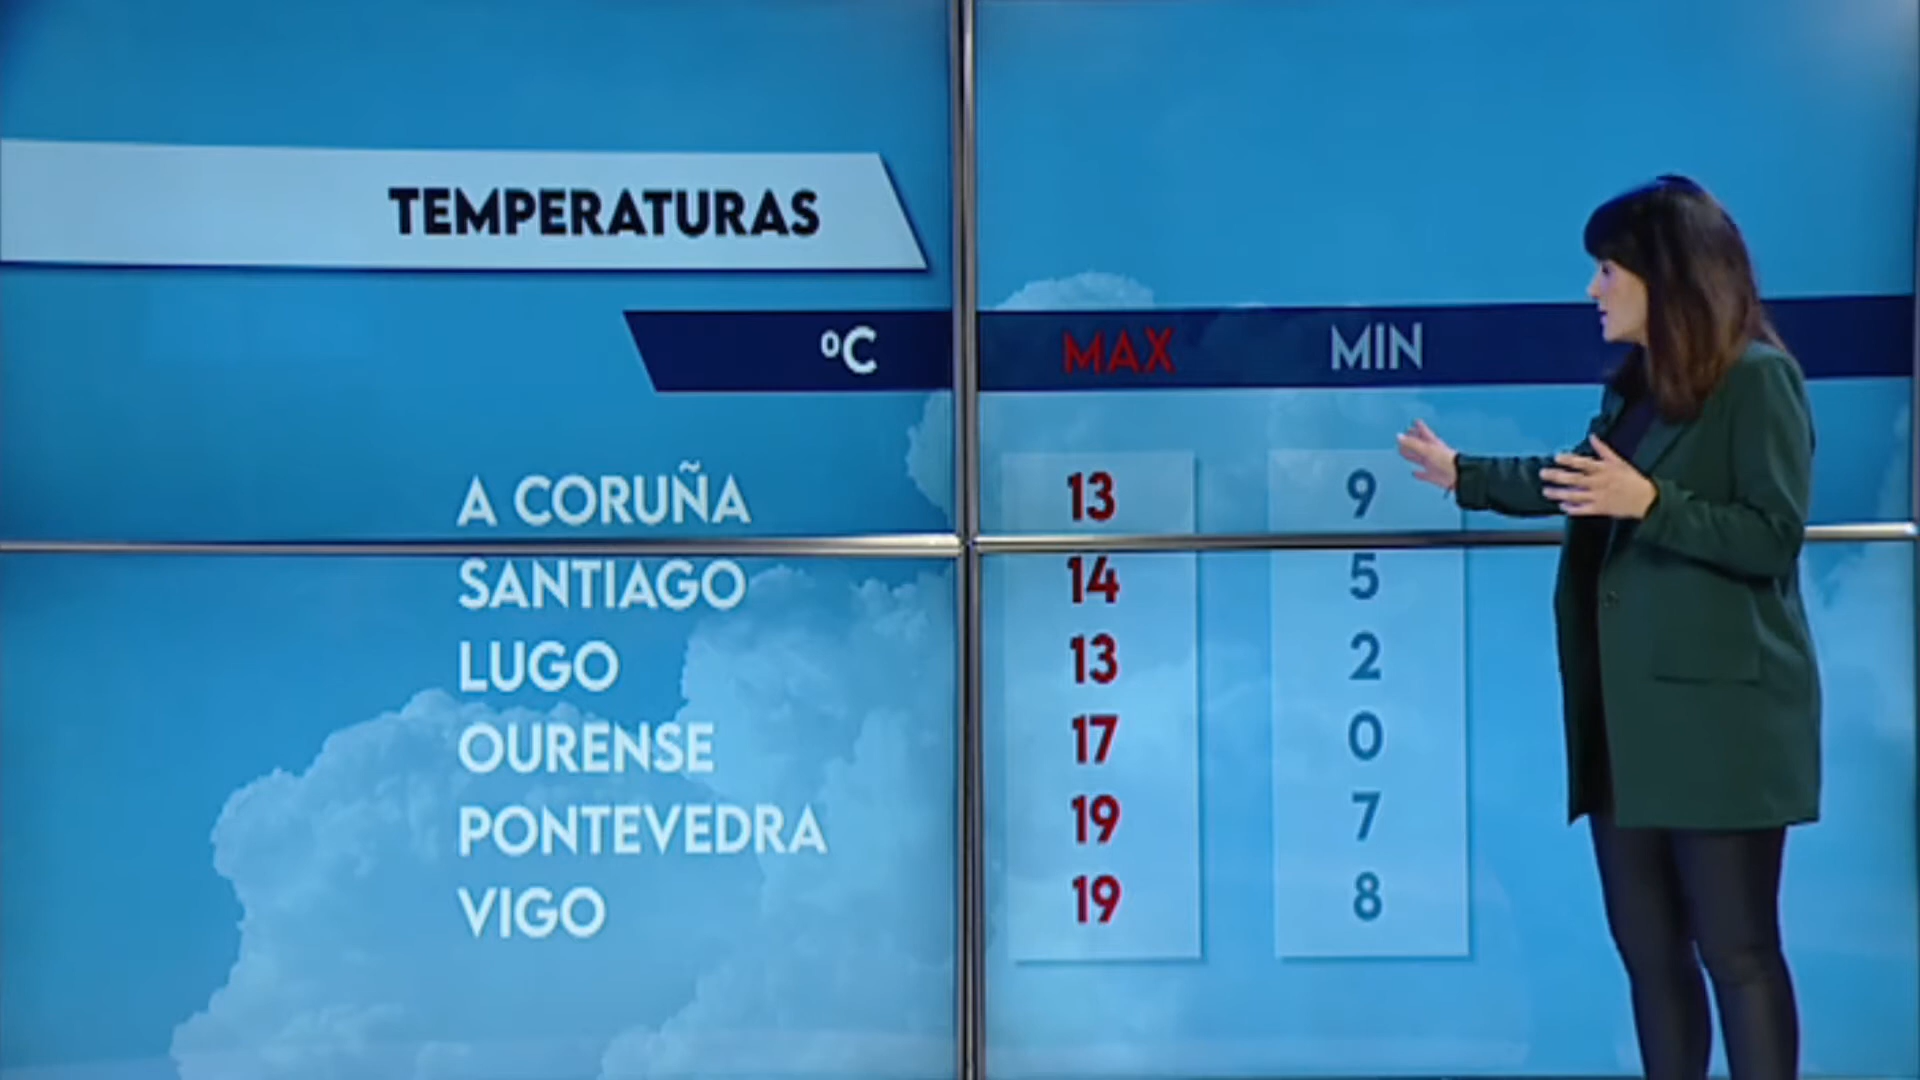 TEMPERATURAS
ºC MAX MIN
A CORUÑA 13 9
SANTIAGO 14 5
LUGO 13 2
OURENSE 17 0
PONTEVEDRA 19 7
VIGO 19 8